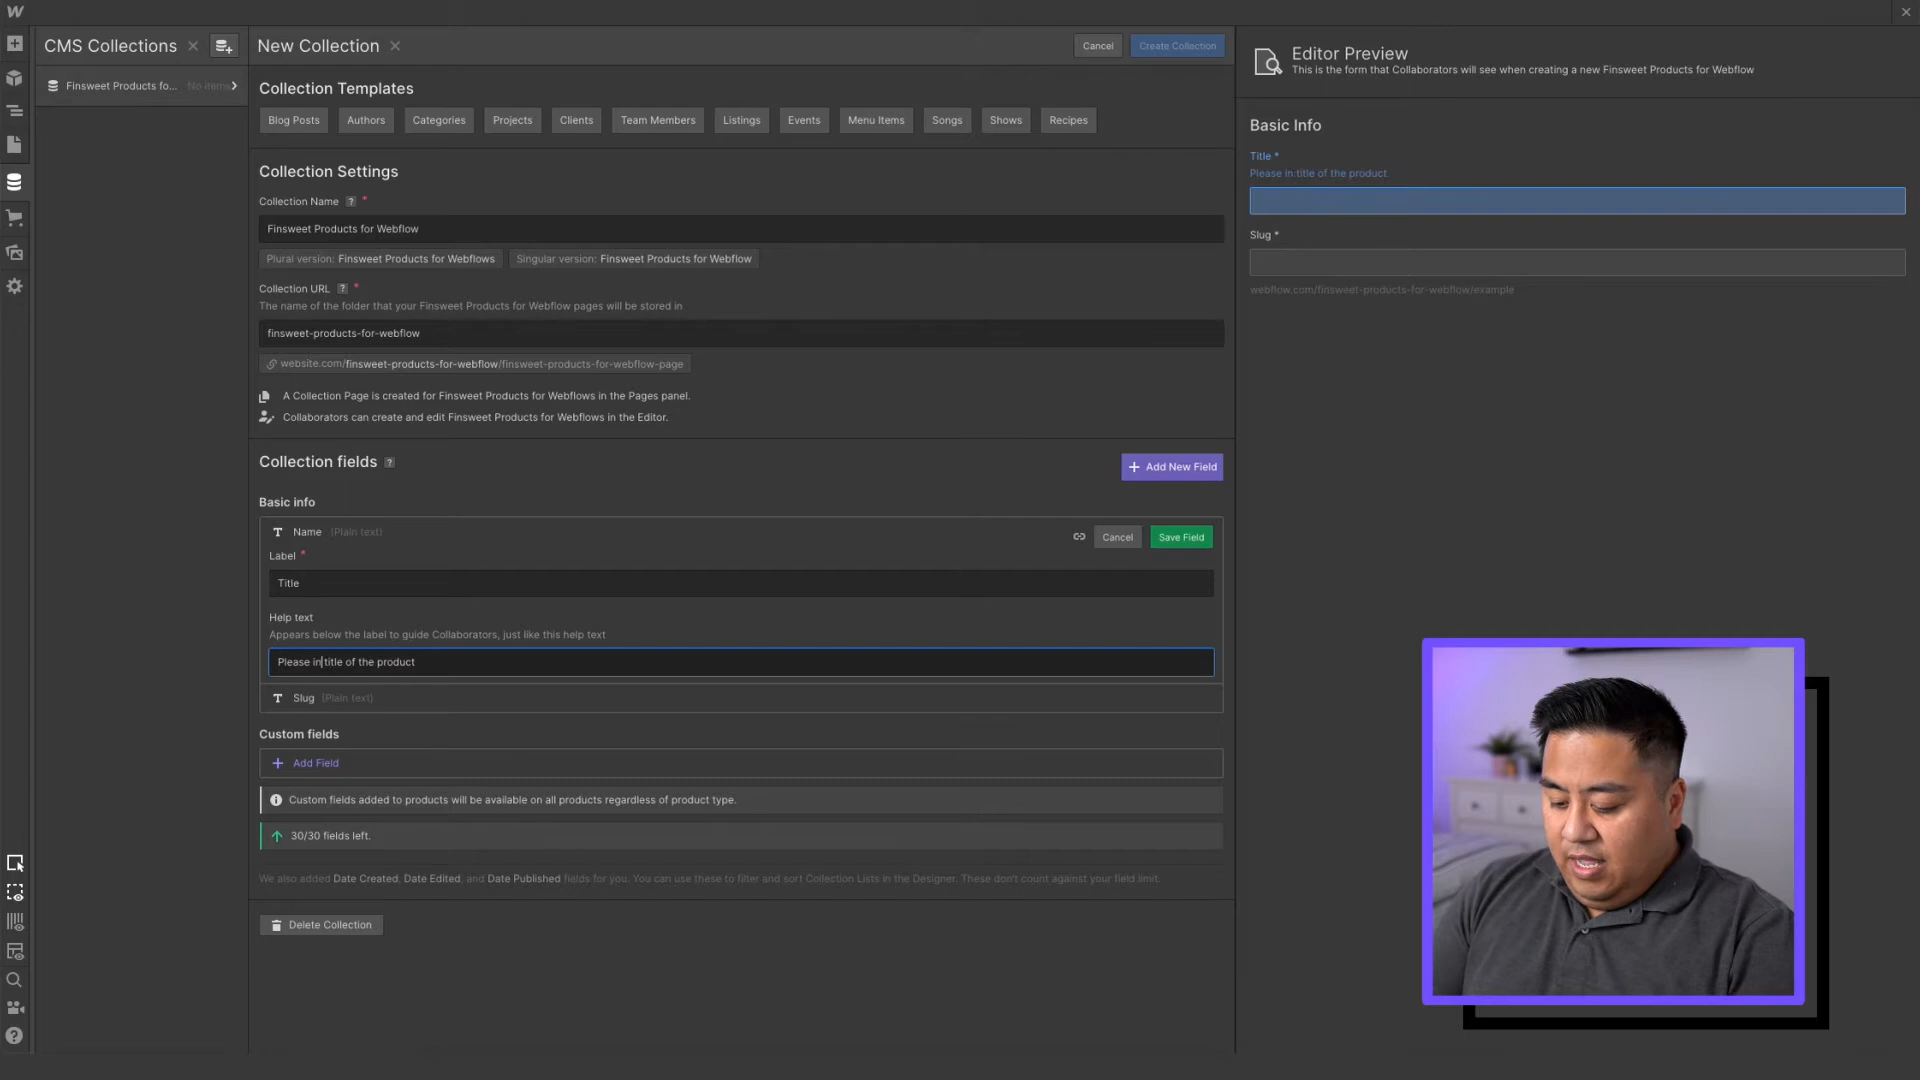 CMS Collections
Finsweet Products fo... No items
New Collection
Cancel
Create Collection
Collection Templates
Blog Posts
Authors
Categories
Projects
Clients
Team Members
Listings
Events
Menu Items
Songs
Shows
Recipes
Collection Settings
Collection Name ? *
Finsweet Products for Webflow
Plural version: Finsweet Products for Webflows
Singular version: Finsweet Products for Webflow
Collection URL ? *
The name of the folder that your Finsweet Products for Webflow pages will be stored in
finsweet-products-for-webflow
website.com/finsweet-products-for-webflow/finsweet-products-for-webflow-page
A Collection Page is created for Finsweet Products for Webflows in the Pages panel.
Collaborators can create and edit Finsweet Products for Webflows in the Editor.
Collection fields ?
+ Add New Field
Basic info
T Name (Plain text)
Cancel
Save Field
Label *
Title
Help text
Appears below the label to guide Collaborators, just like this help text
Please in title of the product
T Slug (Plain text)
Custom fields
+ Add Field
Custom fields added to products will be available on all products regardless of product type.
30/30 fields left.
We also added Date Created, Date Edited, and Date Published fields for you. You can use these to filter and sort Collection Lists in the Designer. These don't count against your field limit.
Delete Collection
Editor Preview
This is the form that Collaborators will see when creating a new Finsweet Products for Webflow
Basic Info
Title *
Please in title of the product
Slug *
webflow.com/finsweet-products-for-webflow/example